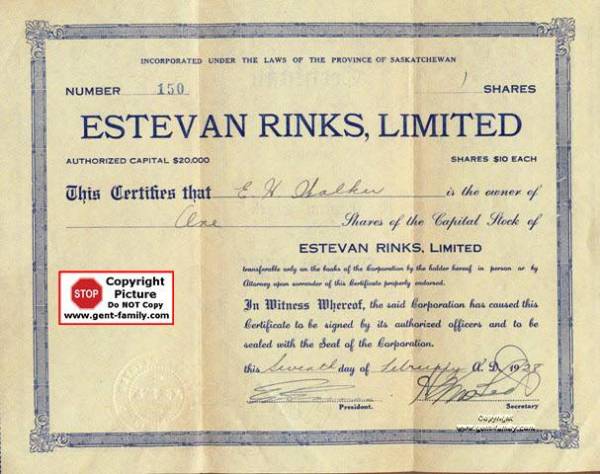 INCORPORATED UNDER THE LAWS OF THE PROVINCE OF SASKATCHEWAN
NUMBER 150 1 SHARES
ESTEVAN RINKS, LIMITED
AUTHORIZED CAPITAL $20,000 SHARES $10 EACH
This Certifies that E H Walker is the owner of
One Shares of the Capital Stock of
ESTEVAN RINKS, LIMITED
transferable only on the books of the Corporation by the holder hereof in person or by
Attorney upon surrender of this Certificate properly endorsed.
In Witness Whereof, the said Corporation has caused this
Certificate to be signed by its authorized officers and to be
sealed with the Seal of the Corporation.
this Seventh day of February A.D. 1928
President. Secretary
STOP
Copyright
Picture
Do NOT Copy
www.gent-family.com
Copyright
www.gent-family.com